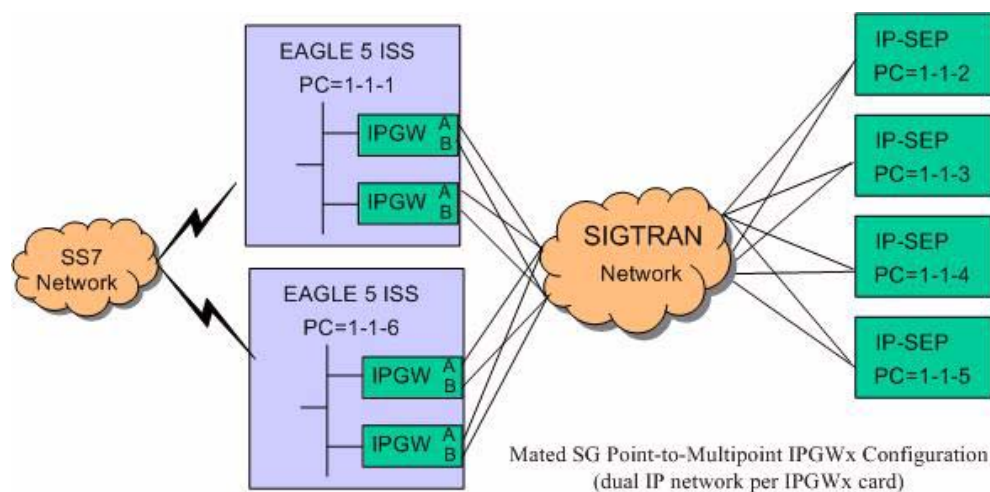 EAGLE 5 ISS
PC=1-1-1
IPGW A
B
IPGW A
B
SS7
Network
EAGLE 5 ISS
PC=1-1-6
IPGW A
B
IPGW A
B
SIGTRAN
Network
IP-SEP
PC=1-1-2
IP-SEP
PC=1-1-3
IP-SEP
PC=1-1-4
IP-SEP
PC=1-1-5
Mated SG Point-to-Multipoint IPGWx Configuration
(dual IP network per IPGWx card)